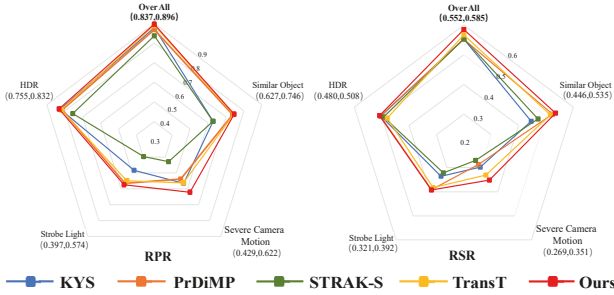 Over All
(0.837,0.896)
0.9
0.8
0.7
0.6
0.5
0.4
0.3
HDR
(0.755,0.832)
Similar Object
(0.627,0.746)
Strobe Light
(0.397,0.574)
Severe Camera
Motion
(0.429,0.622)
RPR
Over All
(0.552,0.585)
0.6
0.4
0.3
0.2
HDR
(0.480,0.508)
Similar Object
(0.446,0.535)
Strobe Light
(0.321,0.392)
Severe Camera
Motion
(0.269,0.351)
RSR
KYS
PrDiMP
STRAK-S
TransT
Ours